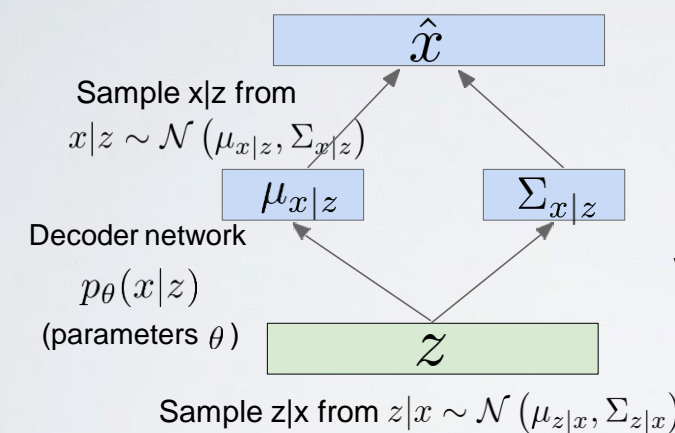 x̂
Sample x|z from
x|z ∼ 𝒩 (μ_{x|z}, Σ_{x|z})
μ_{x|z} Σ_{x|z}
Decoder network
p_θ(x|z)
(parameters θ)
z
Sample z|x from z|x ∼ 𝒩 (μ_{z|x}, Σ_{z|x})